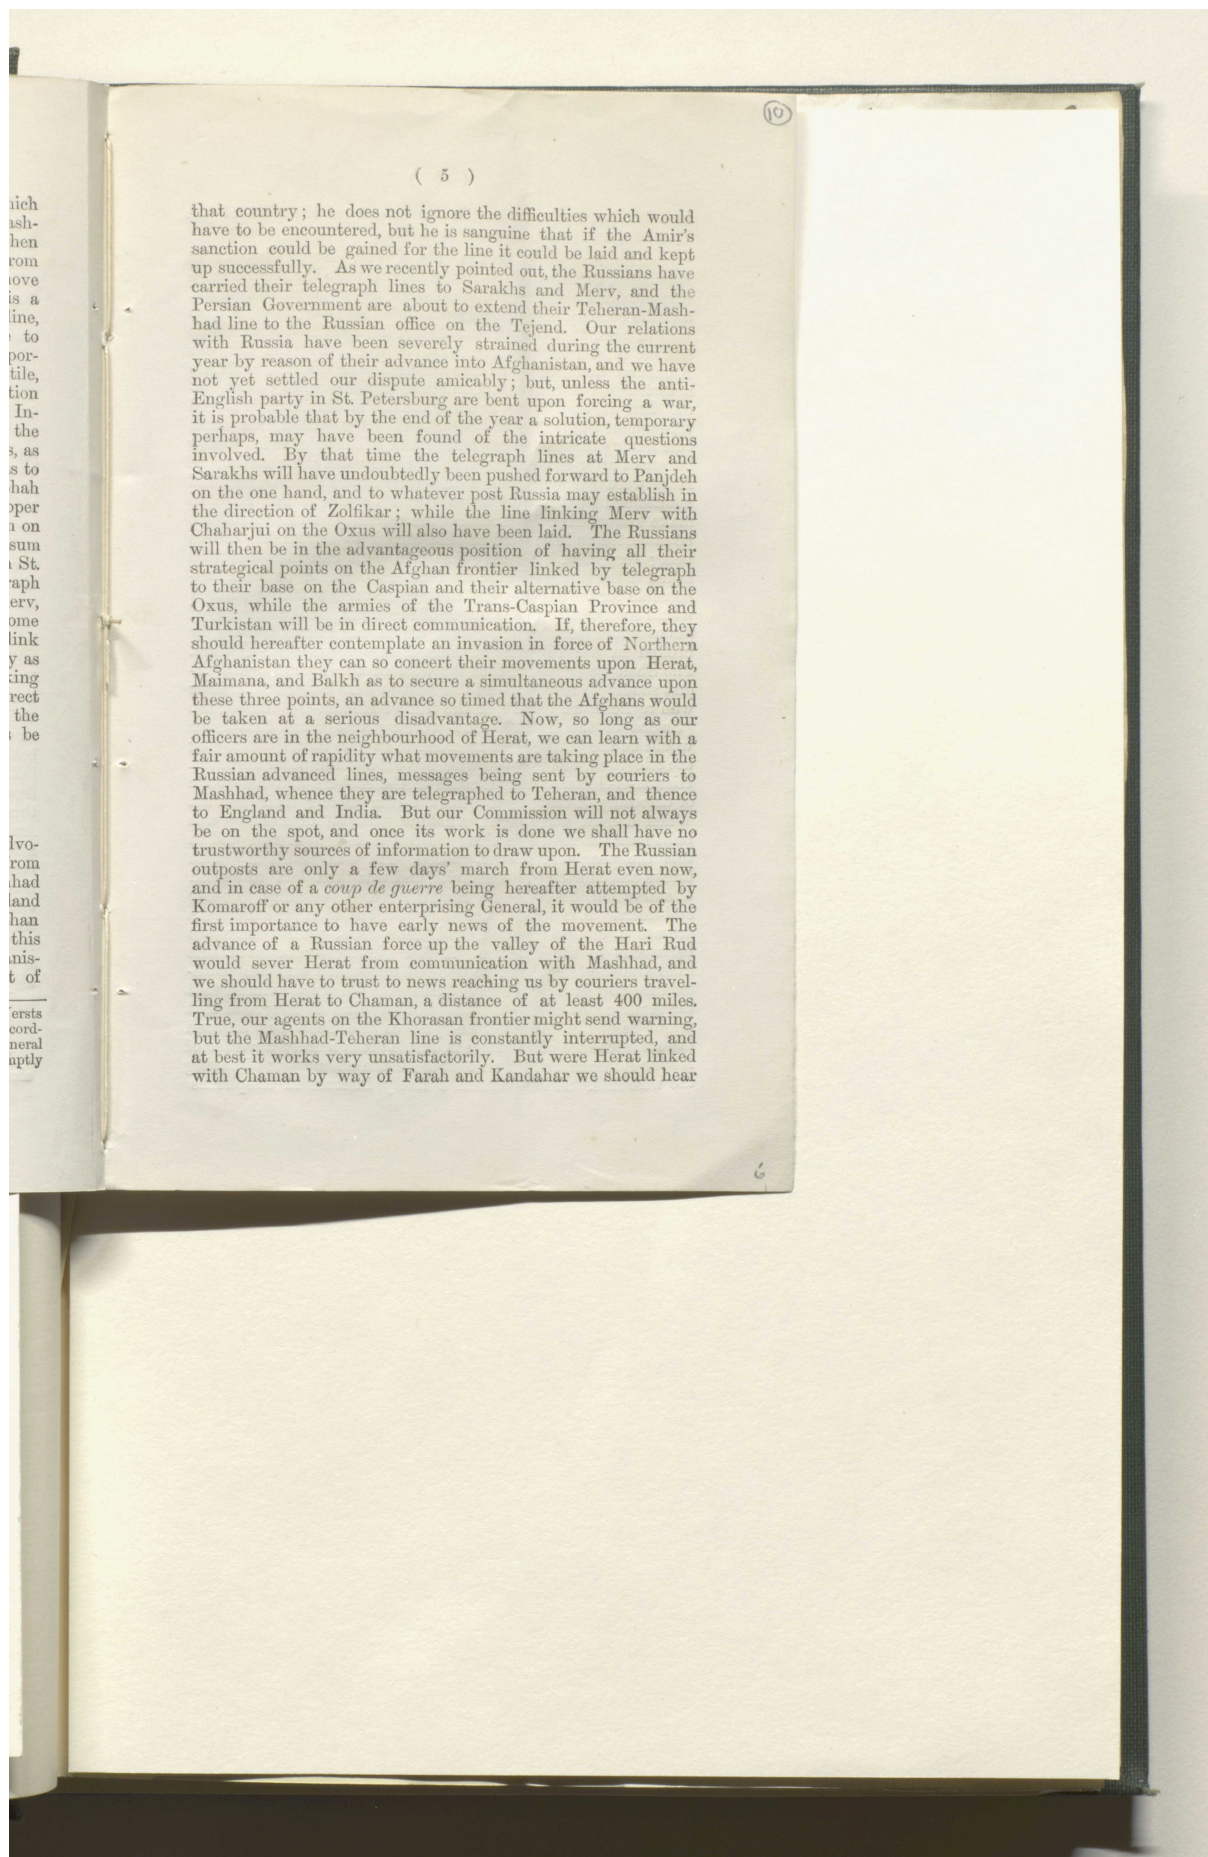 10
( 5 )
that country; he does not ignore the difficulties which would
have to be encountered, but he is sanguine that if the Amir's
sanction could be gained for the line it could be laid and kept
up successfully. As we recently pointed out, the Russians have
carried their telegraph lines to Sarakhs and Merv, and the
Persian Government are about to extend their Teheran-Mash-
had line to the Russian office on the Tejend. Our relations
with Russia have been severely strained during the current
year by reason of their advance into Afghanistan, and we have
not yet settled our dispute amicably; but, unless the anti-
English party in St. Petersburg are bent upon forcing a war,
it is probable that by the end of the year a solution, temporary
perhaps, may have been found of the intricate questions
involved. By that time the telegraph lines at Merv and
Sarakhs will have undoubtedly been pushed forward to Panjdeh
on the one hand, and to whatever post Russia may establish in
the direction of Zolfikar; while the line linking Merv with
Chaharjui on the Oxus will also have been laid. The Russians
will then be in the advantageous position of having all their
strategical points on the Afghan frontier linked by telegraph
to their base on the Caspian and their alternative base on the
Oxus, while the armies of the Trans-Caspian Province and
Turkistan will be in direct communication. If, therefore, they
should hereafter contemplate an invasion in force of Northern
Afghanistan they can so concert their movements upon Herat,
Maimana, and Balkh as to secure a simultaneous advance upon
these three points, an advance so timed that the Afghans would
be taken at a serious disadvantage. Now, so long as our
officers are in the neighbourhood of Herat, we can learn with a
fair amount of rapidity what movements are taking place in the
Russian advanced lines, messages being sent by couriers to
Mashhad, whence they are telegraphed to Teheran, and thence
to England and India. But our Commission will not always
be on the spot, and once its work is done we shall have no
trustworthy sources of information to draw upon. The Russian
outposts are only a few days' march from Herat even now,
and in case of a coup de guerre being hereafter attempted by
Komaroff or any other enterprising General, it would be of the
first importance to have early news of the movement. The
advance of a Russian force up the valley of the Hari Rud
would sever Herat from communication with Mashhad, and
we should have to trust to news reaching us by couriers travel-
ling from Herat to Chaman, a distance of at least 400 miles.
True, our agents on the Khorasan frontier might send warning,
but the Mashhad-Teheran line is constantly interrupted, and
at best it works very unsatisfactorily. But were Herat linked
with Chaman by way of Farah and Kandahar we should hear
6